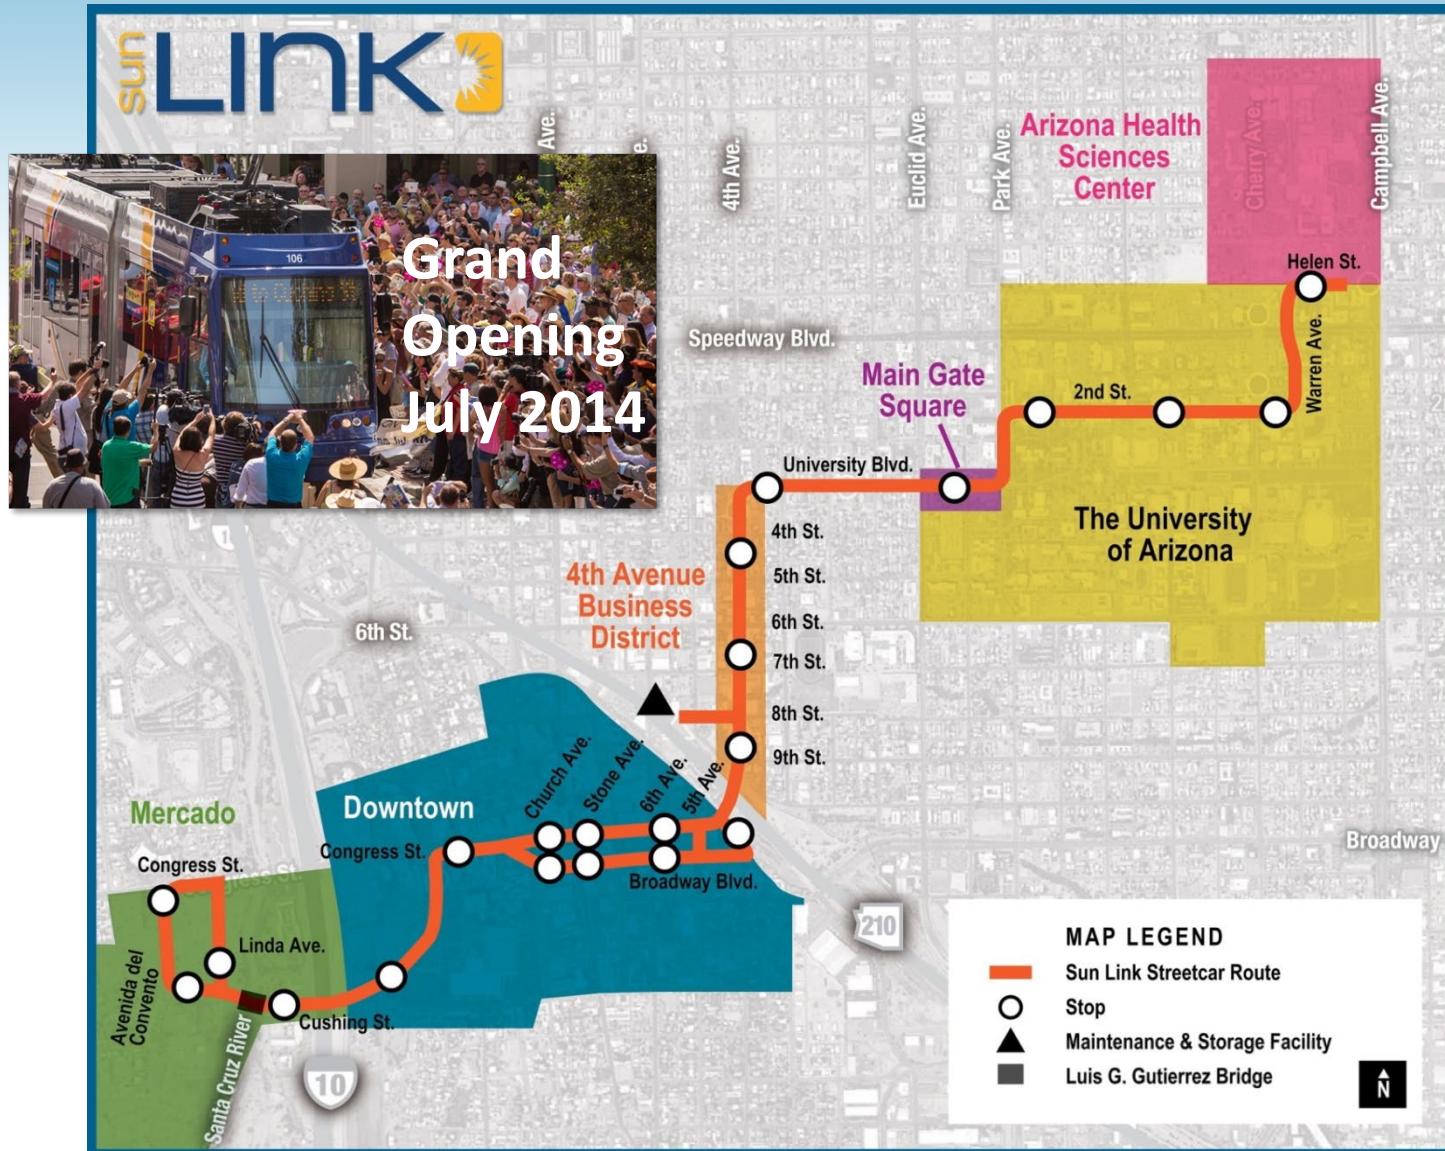 sun LINK
Ave.
e.
4th Ave.
Euclid Ave.
Park Ave.
Cherry Ave.
Campbell Ave.
Arizona Health
Sciences
Center
106
Grand
Opening
July 2014
Helen St.
Speedway Blvd.
Warren Ave.
Main Gate
Square
2nd St.
University Blvd.
The University
of Arizona
4th St.
5th St.
6th St.
7th St.
8th St.
9th St.
4th Avenue
Business
District
6th St.
Church Ave.
Stone Ave.
6th Ave.
5th Ave.
Mercado
Downtown
Congress St.
Congress St.
Congress St.
Broadway Blvd.
Broadway
Linda Ave.
Avenida del
Convento
Cushing St.
Santa Cruz River
10
210
MAP LEGEND
Sun Link Streetcar Route
Stop
Maintenance & Storage Facility
Luis G. Gutierrez Bridge
N